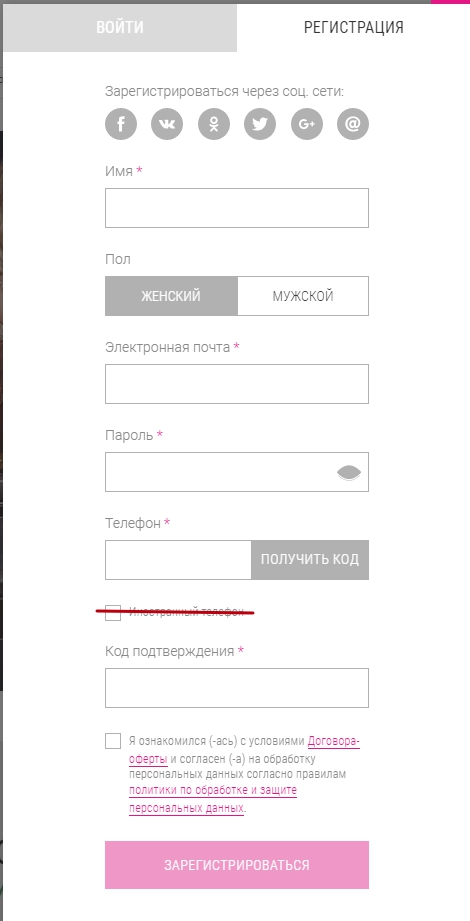 ВОЙТИ
РЕГИСТРАЦИЯ
Зарегистрироваться через соц. сети:
Имя *
Пол
ЖЕНСКИЙ
МУЖСКОЙ
Электронная почта *
Пароль *
Телефон *
ПОЛУЧИТЬ КОД
Иностранный телефон
Код подтверждения *
Я ознакомился (-ась) с условиями Договора-
оферты и согласен (-а) на обработку
персональных данных согласно правилам
политики по обработке и защите
персональных данных.
ЗАРЕГИСТРИРОВАТЬСЯ